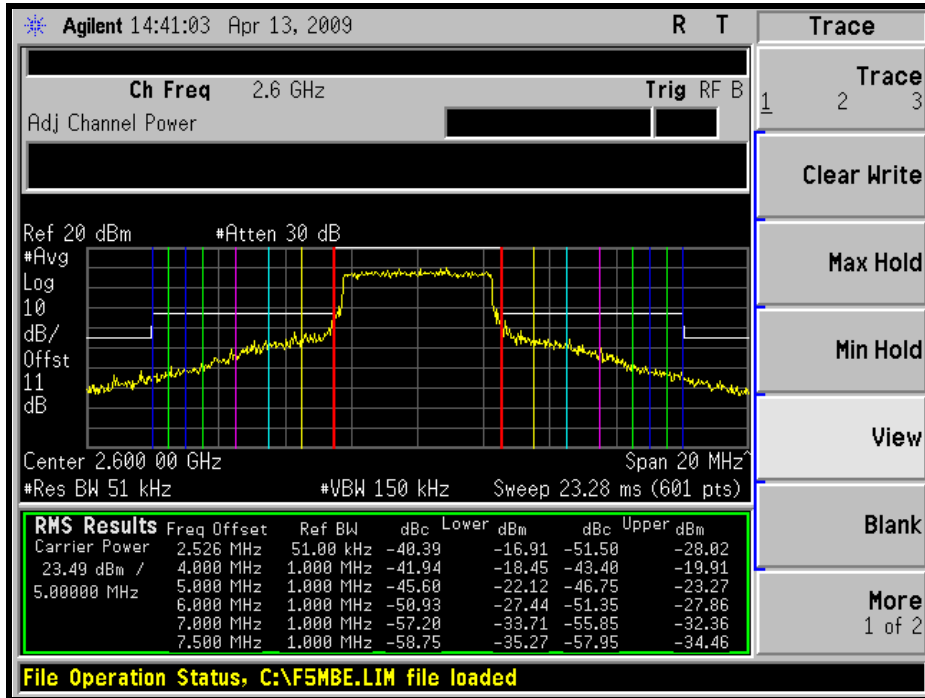 Agilent 14:41:03 Apr 13, 2009 R T
Trace
Ch Freq 2.6 GHz Trig RF B
Adj Channel Power
Trace
1 2 3
Clear Write
Max Hold
Min Hold
View
Blank
More
1 of 2
Ref 20 dBm #Atten 30 dB
#Avg
Log
10
dB/
Offst
11
dB
Center 2.600 00 GHz Span 20 MHz^
#Res BW 51 kHz #VBW 150 kHz Sweep 23.28 ms (601 pts)
RMS Results Freq Offset Ref BW dBc Lower dBm dBc Upper dBm
Carrier Power 2.526 MHz 51.00 kHz -40.39 -16.91 -51.50 -28.02
23.49 dBm / 4.000 MHz 1.000 MHz -41.94 -18.45 -43.40 -19.91
5.00000 MHz 5.000 MHz 1.000 MHz -45.60 -22.12 -46.75 -23.27
6.000 MHz 1.000 MHz -50.93 -27.44 -51.35 -27.86
7.000 MHz 1.000 MHz -57.20 -33.71 -55.85 -32.36
7.500 MHz 1.000 MHz -58.75 -35.27 -57.95 -34.46
File Operation Status, C:\F5MBE.LIM file loaded